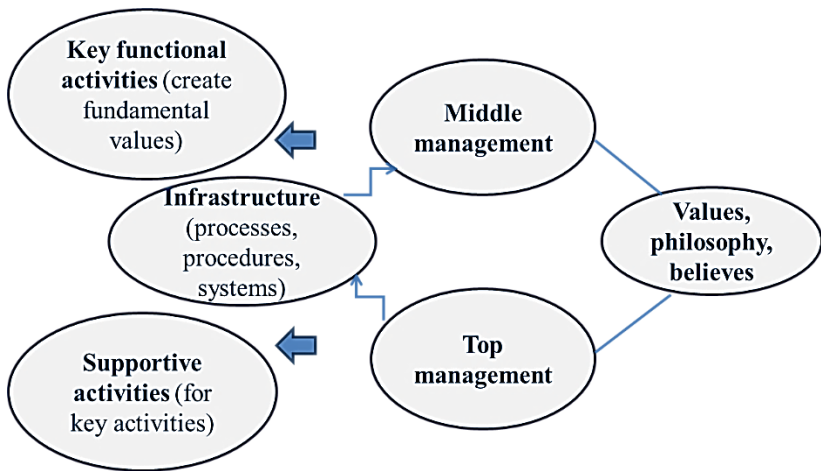 Key functional
activities (create
fundamental
values)
Middle
management
Infrastructure
(processes,
procedures,
systems)
Values,
philosophy,
believes
Supportive
activities (for
key activities)
Top
management